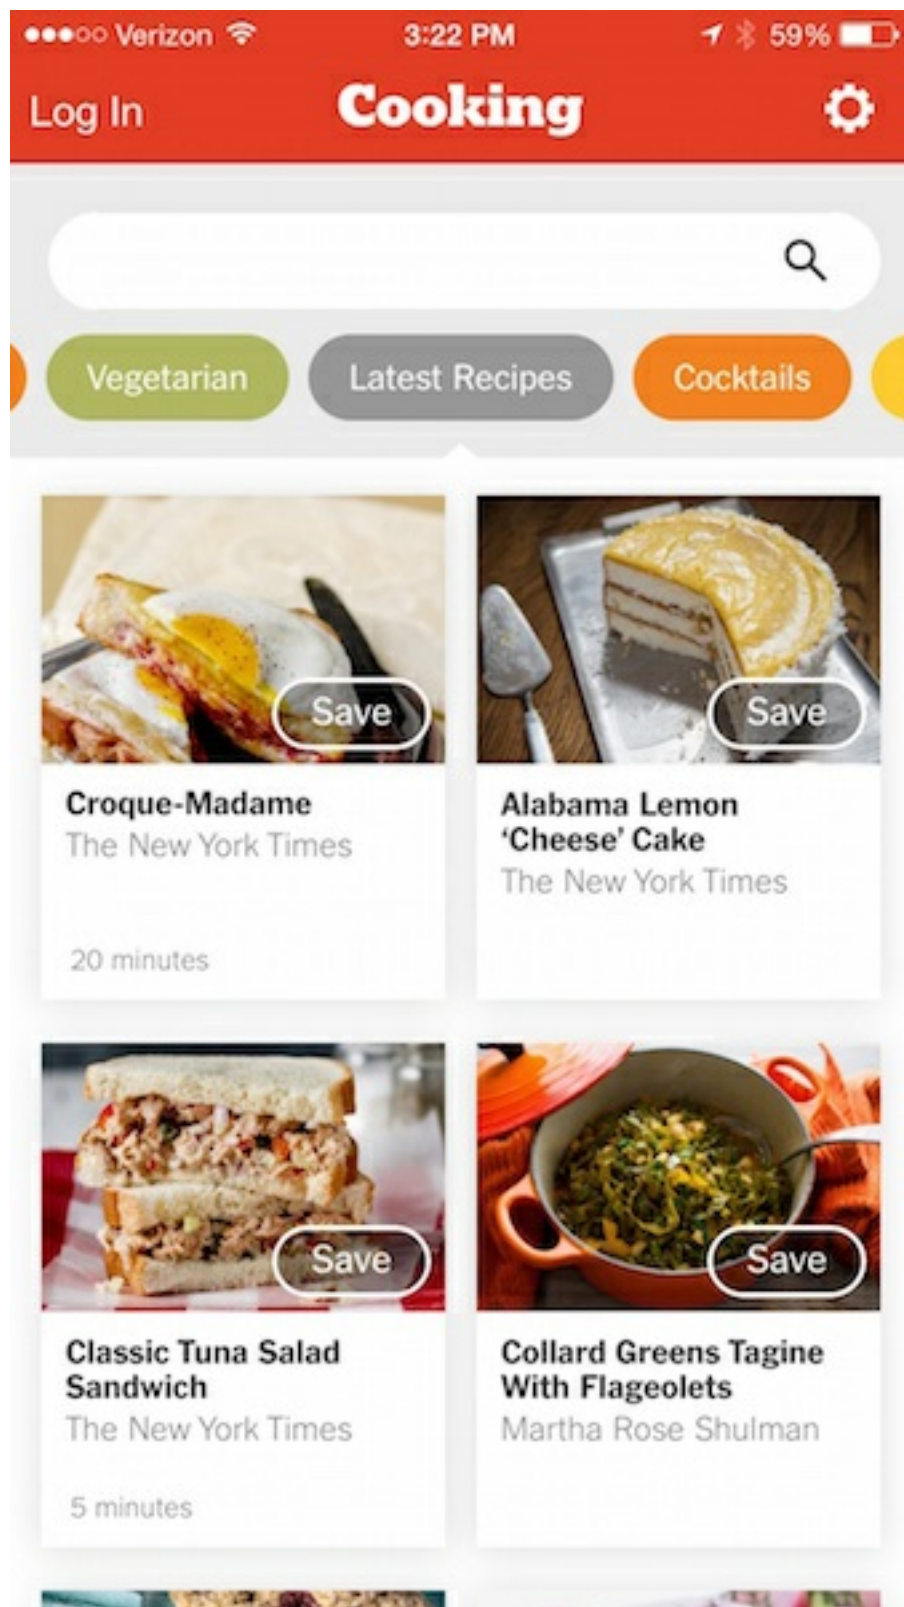 Verizon 3:22 PM 59%
Log In Cooking
Vegetarian Latest Recipes Cocktails
Save
Save
Croque-Madame
The New York Times
20 minutes
Alabama Lemon
‘Cheese’ Cake
The New York Times
Save
Save
Classic Tuna Salad
Sandwich
The New York Times
5 minutes
Collard Greens Tagine
With Flageolets
Martha Rose Shulman